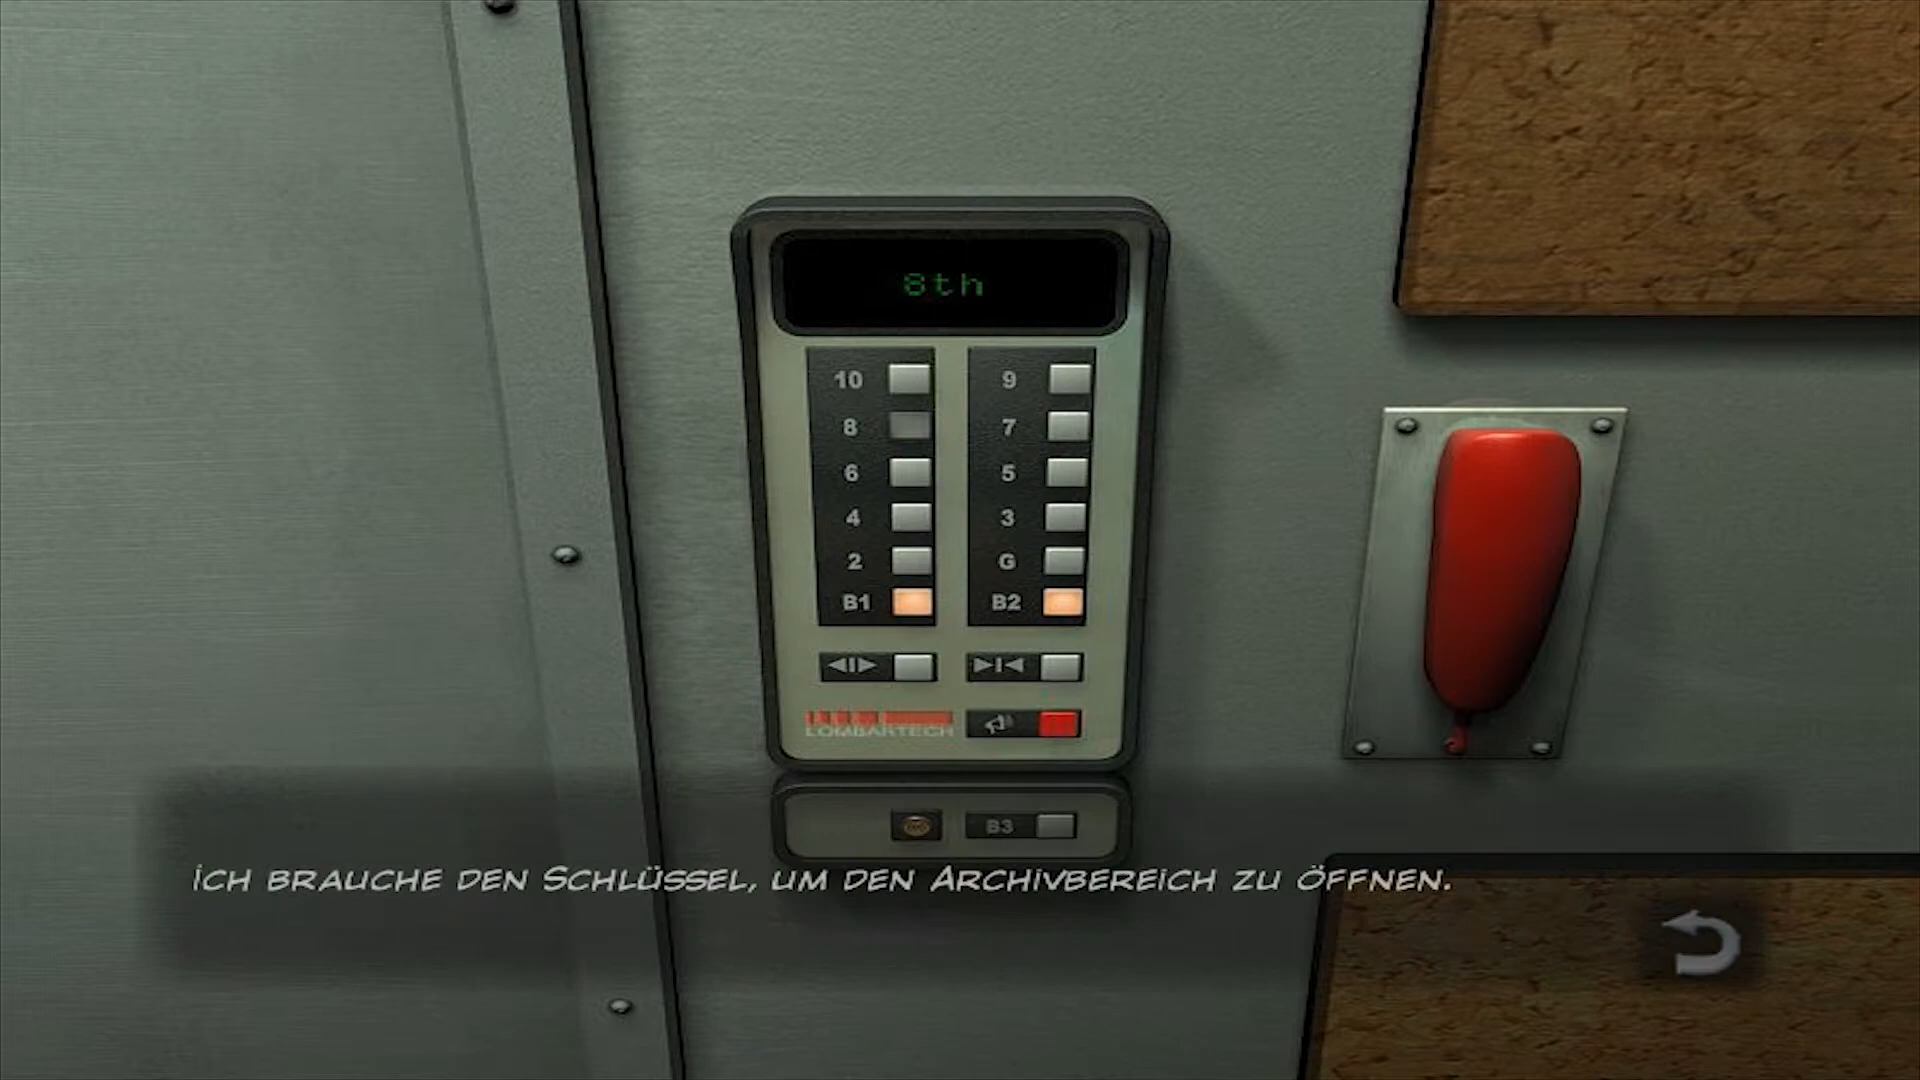 8th
10 9
8 7
6 5
4 3
2 G
B1 B2
LOMBARTECH
B3
Ich brauche den Schlüssel, um den Archivbereich zu öffnen.